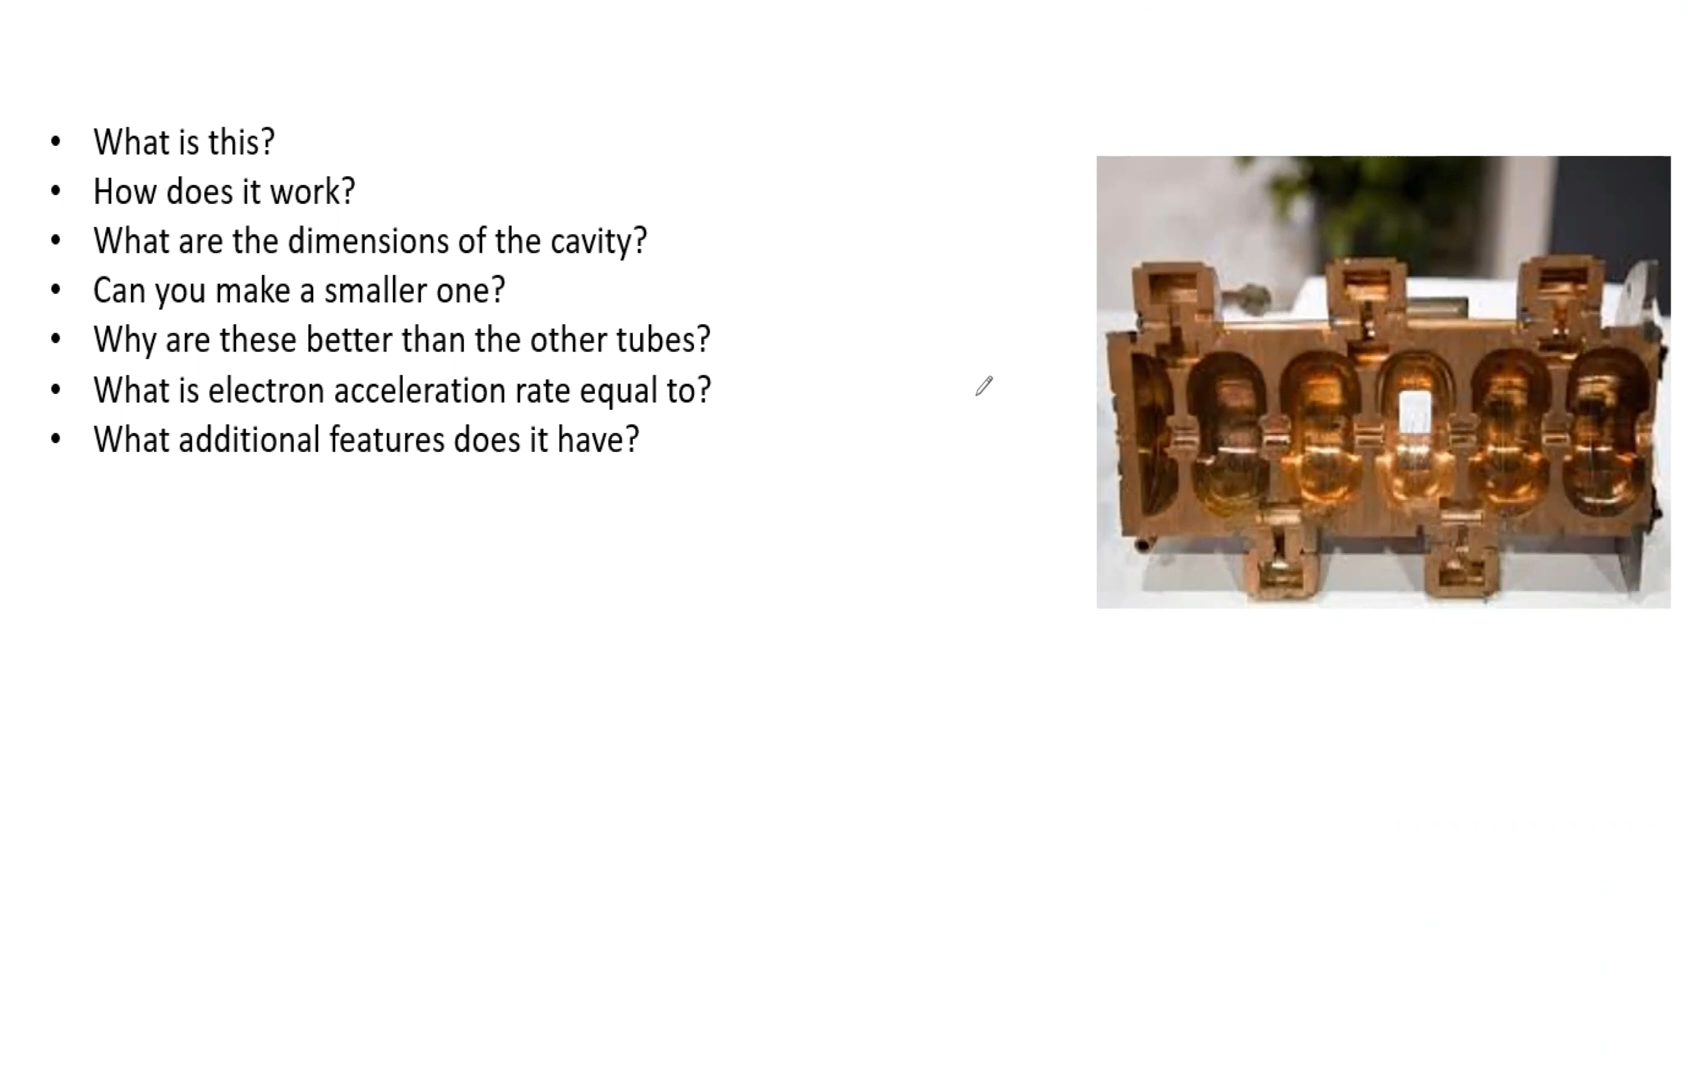 • What is this?
• How does it work?
• What are the dimensions of the cavity?
• Can you make a smaller one?
• Why are these better than the other tubes?
• What is electron acceleration rate equal to?
• What additional features does it have?